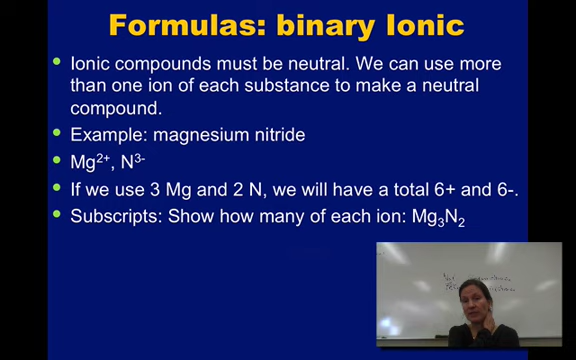 Formulas: binary Ionic
• Ionic compounds must be neutral. We can use more
than one ion of each substance to make a neutral
compound.
• Example: magnesium nitride
• Mg²⁺, N³⁻
• If we use 3 Mg and 2 N, we will have a total 6+ and 6-.
• Subscripts: Show how many of each ion: Mg₃N₂